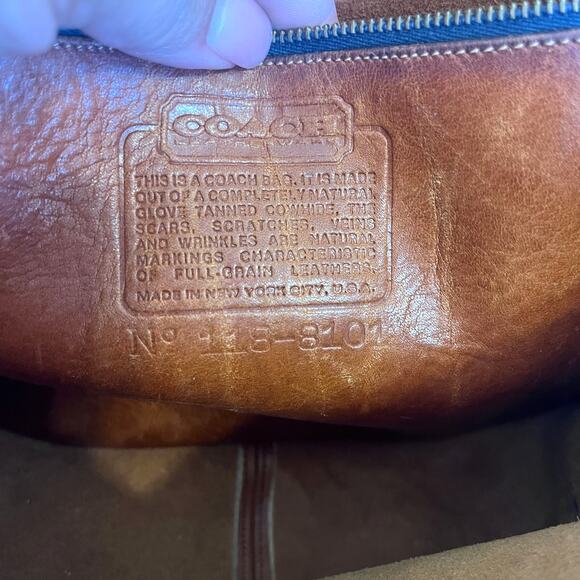 COACH
THIS IS A COACH BAG. IT IS MADE
OUT OF A COMPLETELY NATURAL
GLOVE TANNED COWHIDE, THE
SCARS, SCRATCHES, VEINS
AND WRINKLES ARE NATURAL
MARKINGS CHARACTERISTIC
OF FULL-GRAIN LEATHERS.
MADE IN NEW YORK CITY, U.S.A.
Nº 118-8101